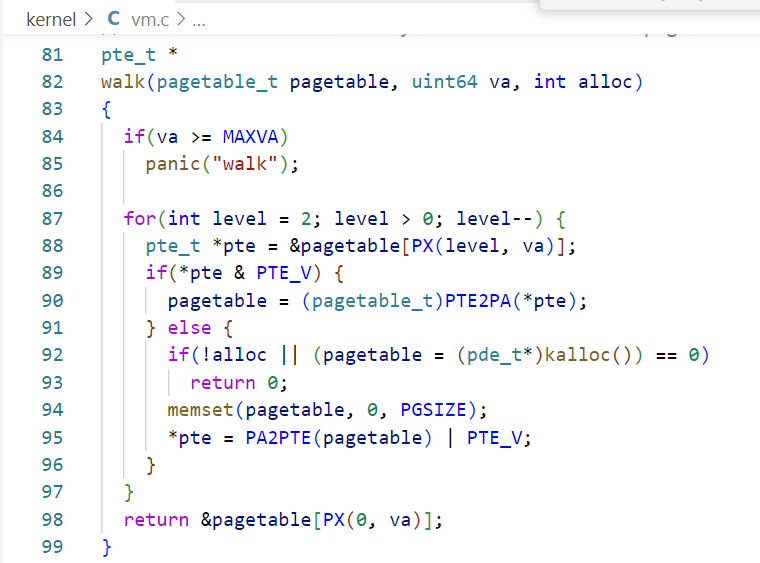 kernel > C vm.c > ...
81 pte_t *
82 walk(pagetable_t pagetable, uint64 va, int alloc)
83 {
84   if(va >= MAXVA)
85     panic("walk");
86
87   for(int level = 2; level > 0; level--) {
88     pte_t *pte = &pagetable[PX(level, va)];
89     if(*pte & PTE_V) {
90       pagetable = (pagetable_t)PTE2PA(*pte);
91     } else {
92       if(!alloc || (pagetable = (pde_t*)kalloc()) == 0)
93         return 0;
94       memset(pagetable, 0, PGSIZE);
95       *pte = PA2PTE(pagetable) | PTE_V;
96     }
97   }
98   return &pagetable[PX(0, va)];
99 }